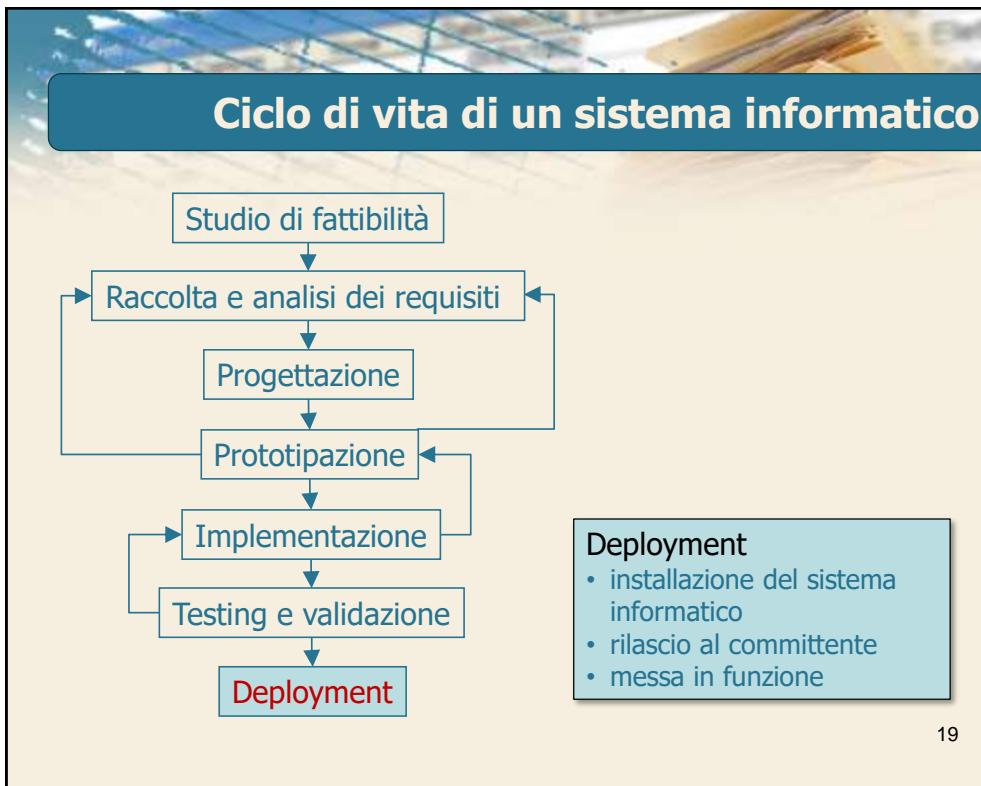 Ciclo di vita di un sistema informatico
Studio di fattibilità
Raccolta e analisi dei requisiti
Progettazione
Prototipazione
Implementazione
Testing e validazione
Deployment
Deployment
• installazione del sistema
informatico
• rilascio al committente
• messa in funzione
19